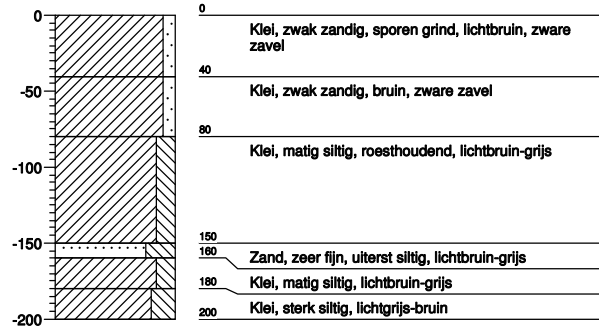 0
-50
-100
-150
-200
0
Klei, zwak zandig, sporen grind, lichtbruin, zware
zavel
40
Klei, zwak zandig, bruin, zware zavel
80
Klei, matig siltig, roesthoudend, lichtbruin-grijs
150
160
Zand, zeer fijn, uiterst siltig, lichtbruin-grijs
Klei, matig siltig, lichtbruin-grijs
180
Klei, sterk siltig, lichtgrijs-bruin
200